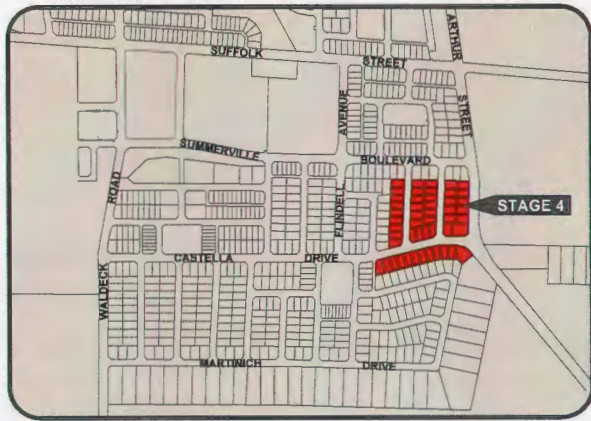 SUFFOLK STREET
ARTHUR STREET
AVENUE
SUMMERVILLE BOULEVARD
ROAD
FLINDELL
STAGE 4
CASTELLA DRIVE
WALDECK
MARTINICH DRIVE